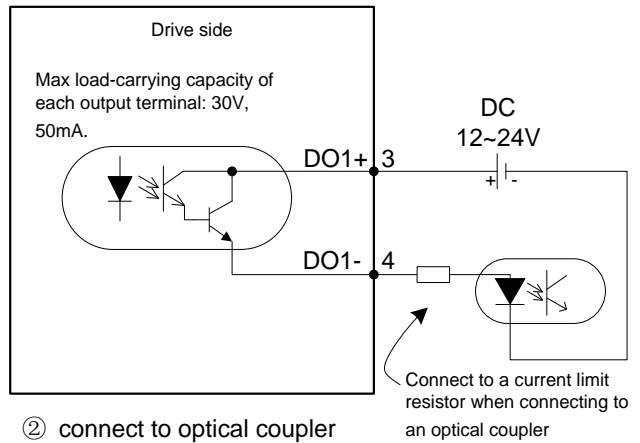 Drive side
Max load-carrying capacity of
each output terminal: 30V,
50mA.
DC
12~24V
+ -
DO1+ 3
DO1- 4
Connect to a current limit
resistor when connecting to
an optical coupler
② connect to optical coupler